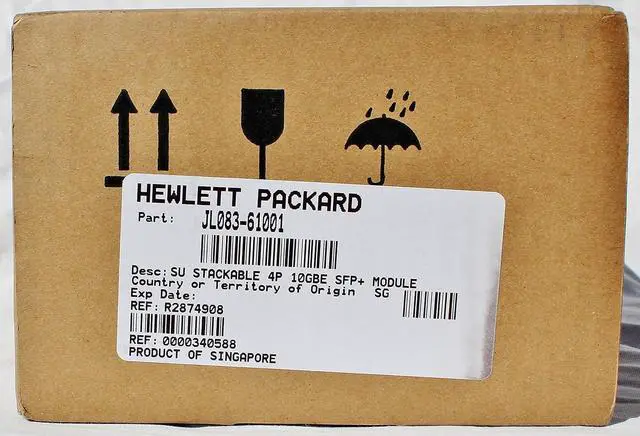 HEWLETT PACKARD
Part: JL083-61001
Desc: SU STACKABLE 4P 10GBE SFP+ MODULE
Country or Territory of Origin SG
Exp Date:
REF: R2874908
REF: 0000340588
PRODUCT OF SINGAPORE